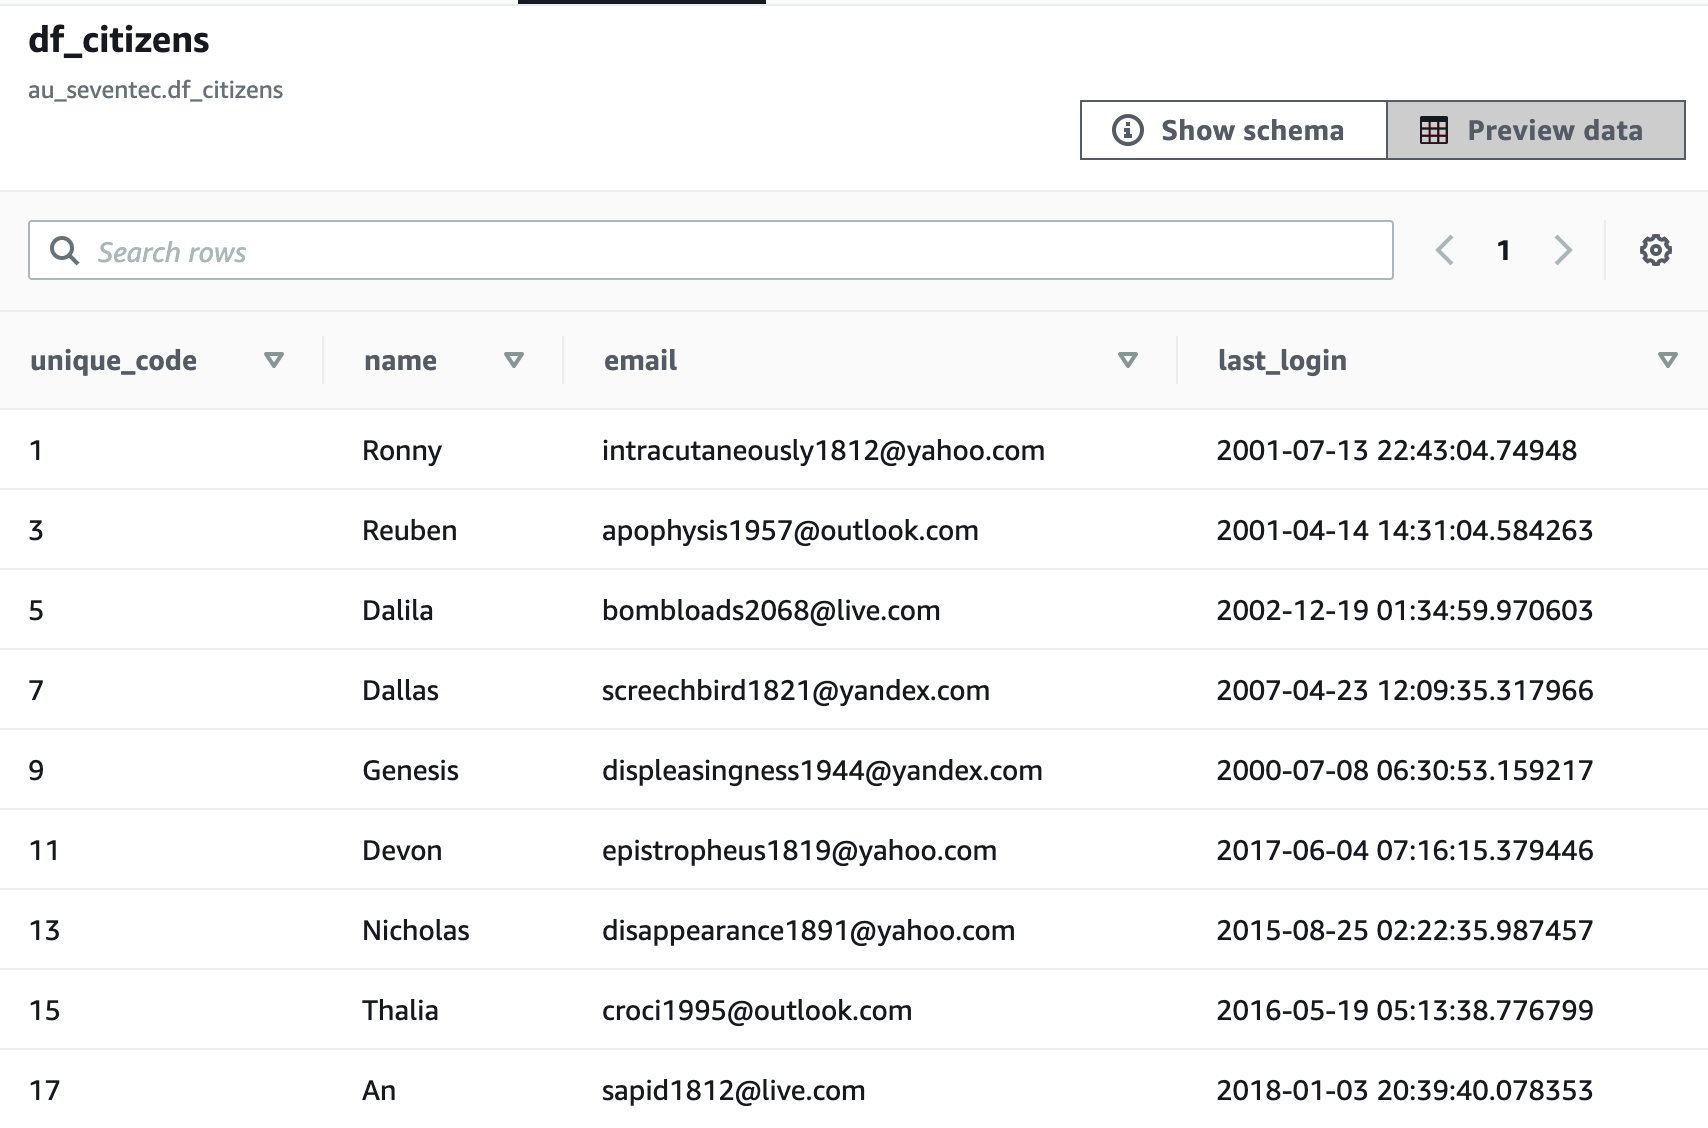 df_citizens
au_seventec.df_citizens
Show schema Preview data
Search rows 1
unique_code name email last_login
1 Ronny intracutaneously1812@yahoo.com 2001-07-13 22:43:04.74948
3 Reuben apophysis1957@outlook.com 2001-04-14 14:31:04.584263
5 Dalila bombloads2068@live.com 2002-12-19 01:34:59.970603
7 Dallas screechbird1821@yandex.com 2007-04-23 12:09:35.317966
9 Genesis displeasingness1944@yandex.com 2000-07-08 06:30:53.159217
11 Devon epistropheus1819@yahoo.com 2017-06-04 07:16:15.379446
13 Nicholas disappearance1891@yahoo.com 2015-08-25 02:22:35.987457
15 Thalia croci1995@outlook.com 2016-05-19 05:13:38.776799
17 An sapid1812@live.com 2018-01-03 20:39:40.078353